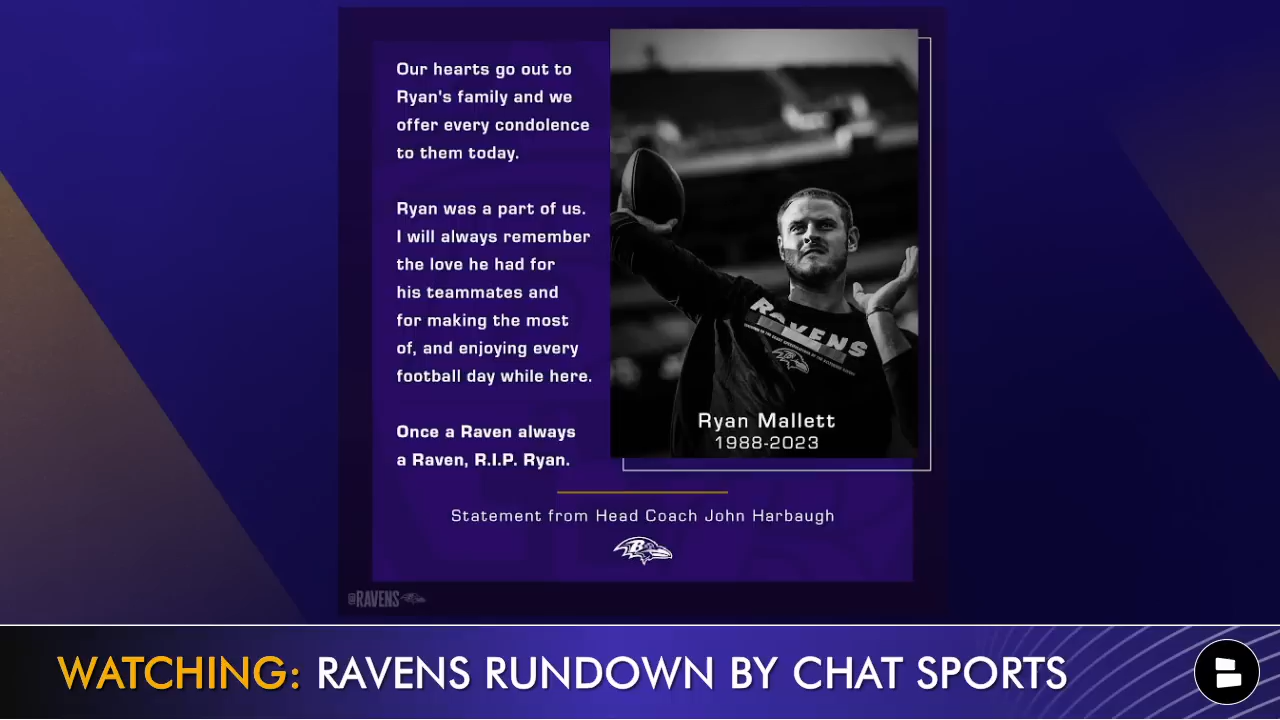 Our hearts go out to
Ryan's family and we
offer every condolence
to them today.
Ryan was a part of us.
I will always remember
the love he had for
his teammates and
for making the most
of, and enjoying every
football day while here.
Once a Raven always
a Raven, R.I.P. Ryan.
RAVENS
Ryan Mallett
1988-2023
Statement from Head Coach John Harbaugh
B
@RAVENS
WATCHING: RAVENS RUNDOWN BY CHAT SPORTS